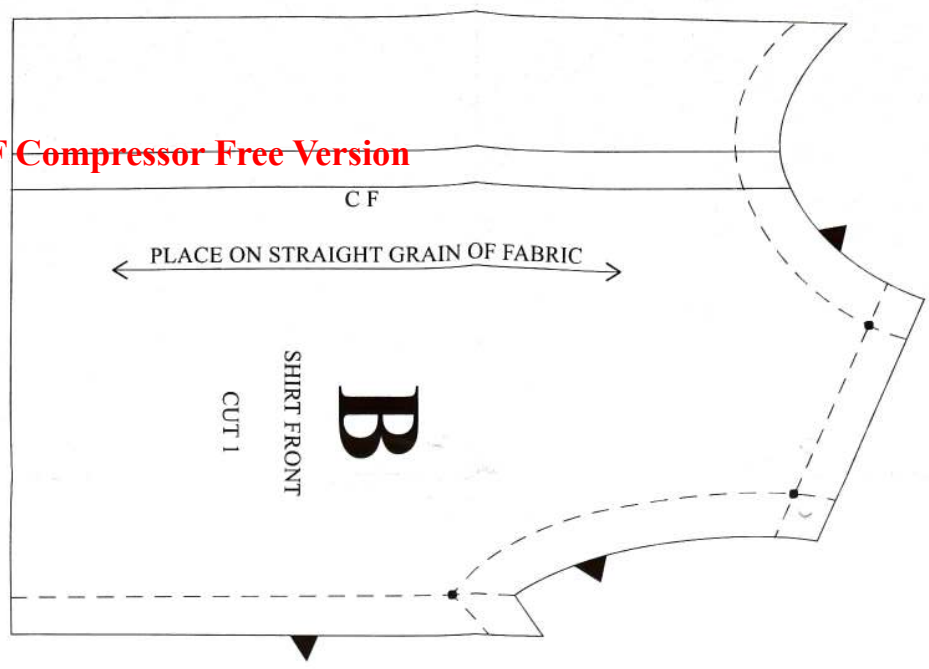 F Compressor Free Version
C F
PLACE ON STRAIGHT GRAIN OF FABRIC
B
SHIRT FRONT
CUT 1